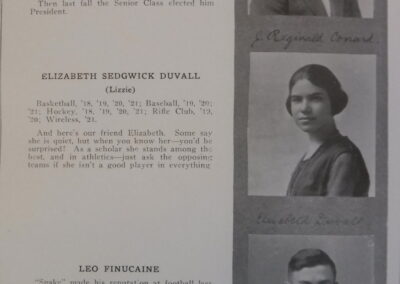 Then last fall the Senior Class elected him
President.
J. Reginald Conard.
ELIZABETH SEDGWICK DUVALL
(Lizzie)
Basketball, '18, '19, '20, '21; Baseball, '19, '20;
'21; Hockey, '18, '19, '20, '21; Rifle Club, '19,
'20; Wireless, '21.
And here's our friend Elizabeth. Some say
she is quiet, but when you know her—you'd be
surprised! As a scholar she stands among the
best, and in athletics—just ask the opposing
teams if she isn't a good player in everything
Elizabeth Duvall.
LEO FINUCAINE
"Snake" made his reputation at football